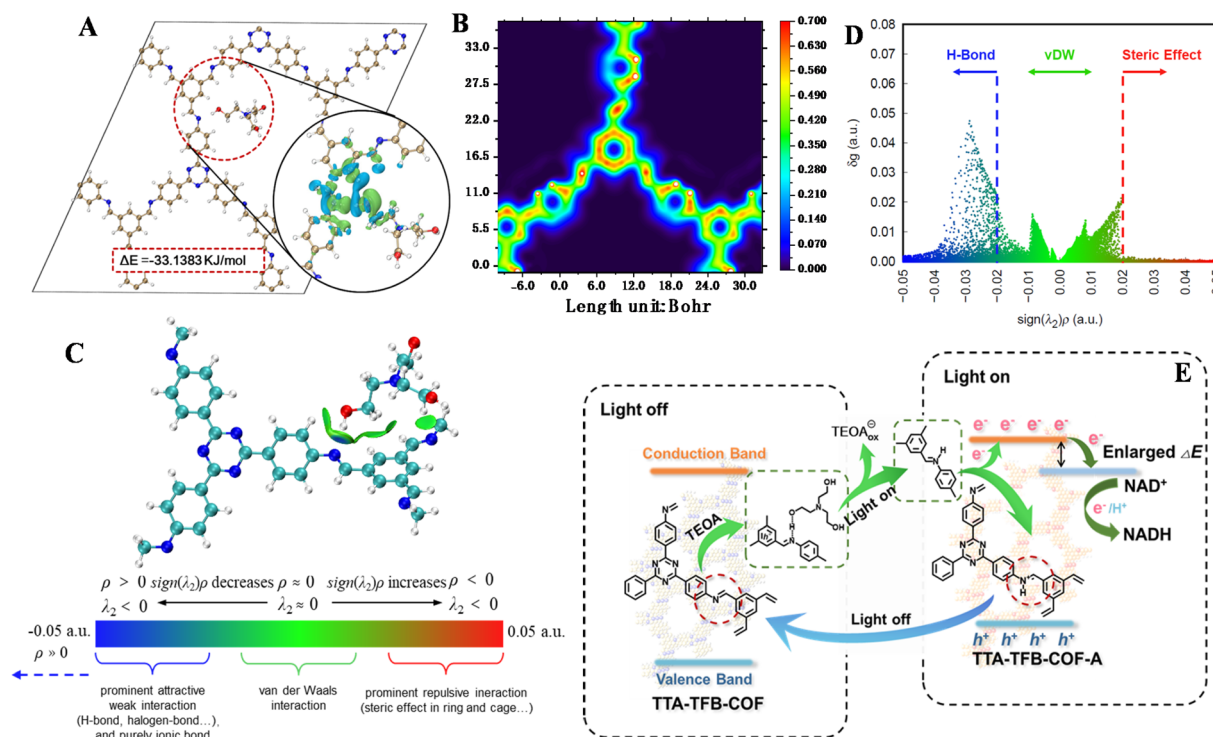 A
ΔE =-33.1383 KJ/mol
B
33.0
27.5
22.0
16.5
11.0
5.5
0.0
-6.0 0.0 6.0 12.0 18.0 24.0 30.0
Length unit: Bohr
0.700
0.630
0.560
0.490
0.420
0.350
0.280
0.210
0.140
0.070
0.000
D
H-Bond vDW Steric Effect
0.08
0.07
0.06
0.05
0.04
0.03
0.02
0.01
0.00
δg (a.u.)
-0.05 -0.04 -0.03 -0.02 -0.01 0.00 0.01 0.02 0.03 0.04 0.05
sign(λ2)ρ (a.u.)
C
ρ > 0 sign(λ2)ρ decreases ρ ≈ 0 sign(λ2)ρ increases ρ < 0
λ2 < 0 λ2 ≈ 0 λ2 < 0
-0.05 a.u. 0.05 a.u.
ρ » 0
prominent attractive
weak interaction
(H-bond, halogen-bond...),
and purely ionic bond
van der Waals
interaction
prominent repulsive ineraction
(steric effect in ring and cage...)
E
Light off
Conduction Band
TEOA
N
N
N
N
N
Valence Band
TTA-TFB-COF
OH
N
O
OH
H
h+
N
TEOAox⊖
Light on
H
N
Light off
Light on
e- e- e- e-
e-
e-
Enlarged △E
NAD+
e-/H+
NADH
N
N
N
N
N
H
h+ h+ h+ h+
TTA-TFB-COF-A